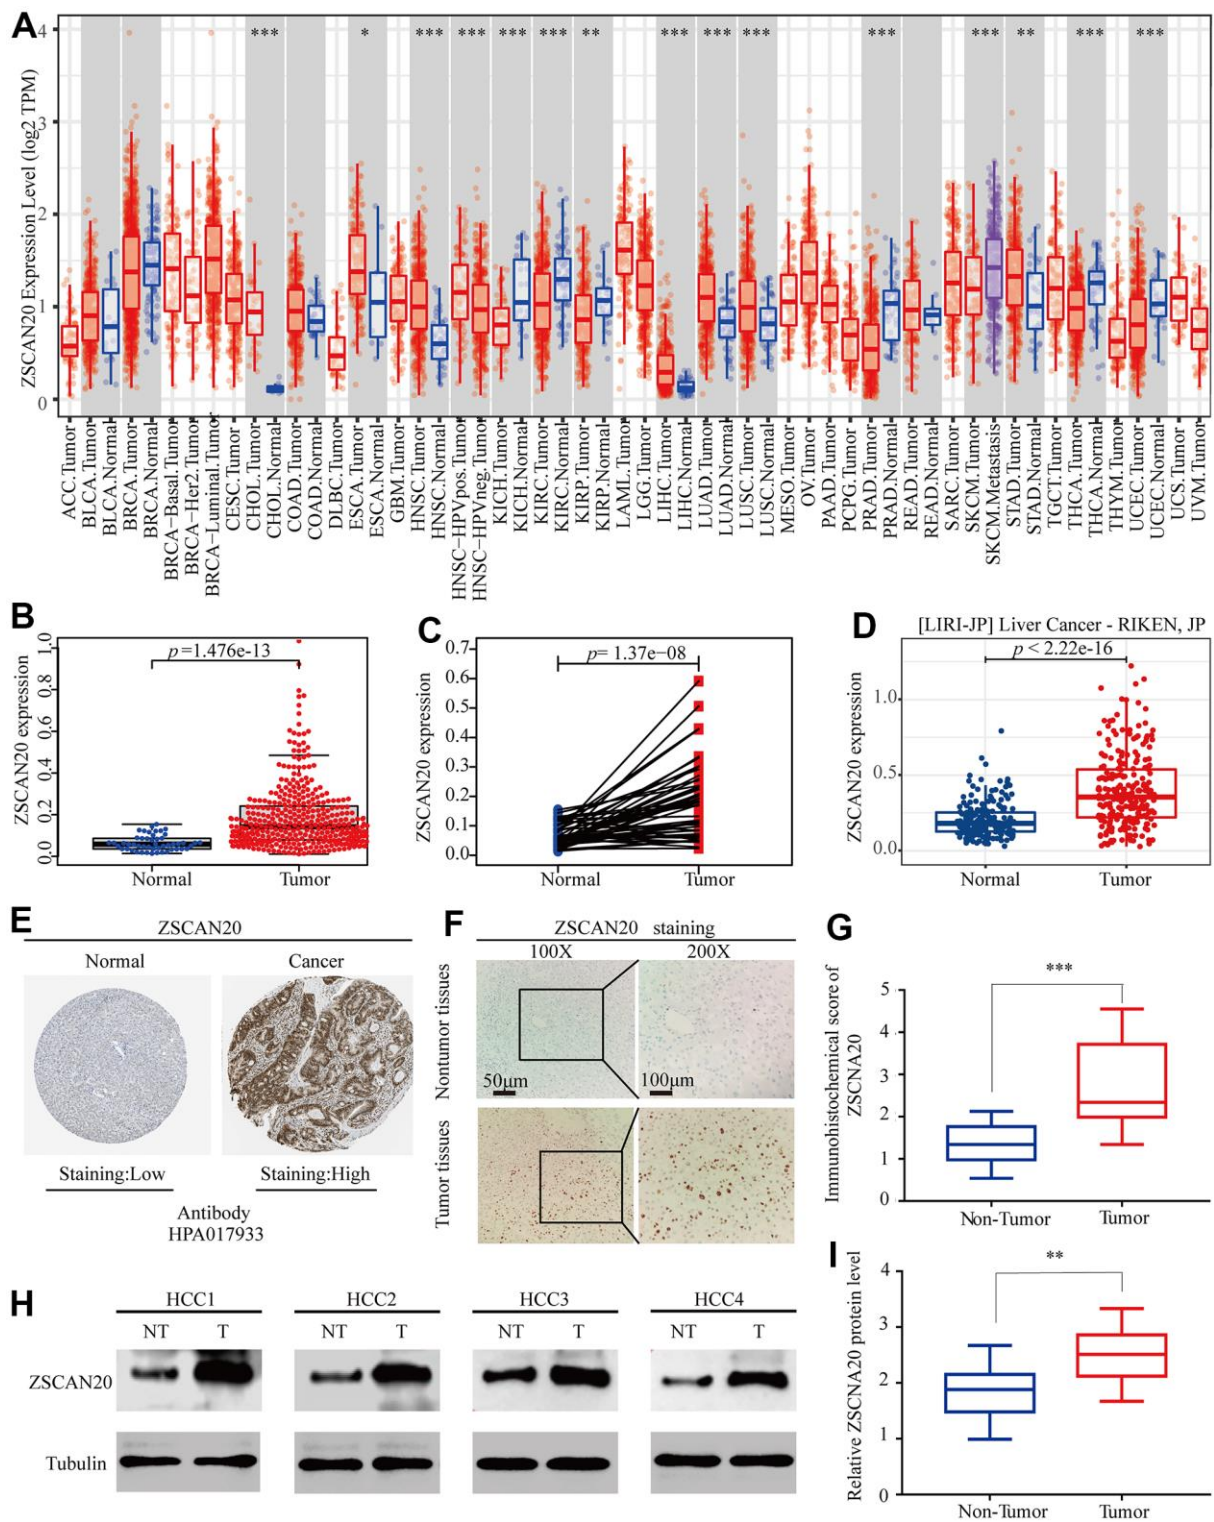 A
ZSCAN20 Expression Level (log2 TPM)
4
3
2
1
0
*** * *** *** *** *** ** *** *** *** *** *** ** *** ***
ACC.Tumor
BLCA.Tumor
BLCA.Normal
BRCA.Tumor
BRCA.Normal
BRCA−Basal.Tumor
BRCA−Her2.Tumor
BRCA−Luminal.Tumor
CESC.Tumor
CHOL.Tumor
CHOL.Normal
COAD.Tumor
COAD.Normal
DLBC.Tumor
ESCA.Tumor
ESCA.Normal
GBM.Tumor
HNSC.Tumor
HNSC.Normal
HNSC−HPVpos.Tumor
HNSC−HPVneg.Tumor
KICH.Tumor
KICH.Normal
KIRC.Tumor
KIRC.Normal
KIRP.Tumor
KIRP.Normal
LAML.Tumor
LGG.Tumor
LIHC.Tumor
LIHC.Normal
LUAD.Tumor
LUAD.Normal
LUSC.Tumor
LUSC.Normal
MESO.Tumor
OV.Tumor
PAAD.Tumor
PCPG.Tumor
PRAD.Tumor
PRAD.Normal
READ.Tumor
READ.Normal
SARC.Tumor
SKCM.Tumor
SKCM.Metastasis
STAD.Tumor
STAD.Normal
TGCT.Tumor
THCA.Tumor
THCA.Normal
THYM.Tumor
UCEC.Tumor
UCEC.Normal
UCS.Tumor
UVM.Tumor
B
ZSCAN20 expression
1.0
0.8
0.6
0.4
0.2
0.0
p=1.476e-13
Normal Tumor
C
ZSCAN20 expression
0.7
0.6
0.5
0.4
0.3
0.2
0.1
0.0
p= 1.37e−08
Normal Tumor
D
[LIRI-JP] Liver Cancer - RIKEN, JP
ZSCAN20 expression
1.0
0.5
0.0
p < 2.22e-16
Normal Tumor
E
ZSCAN20
Normal Cancer
Staining:Low Staining:High
Antibody
HPA017933
F
ZSCAN20 staining
100X 200X
Nontumor tissues
50μm 100μm
Tumor tissues
G
Immunohistochemical score of
ZSCNA20
5
4
3
2
1
0
***
Non-Tumor Tumor
H
HCC1 HCC2 HCC3 HCC4
NT T NT T NT T NT T
ZSCAN20
Tubulin
I
Relative ZSCNA20 protein level
4
3
2
1
0
**
Non-Tumor Tumor